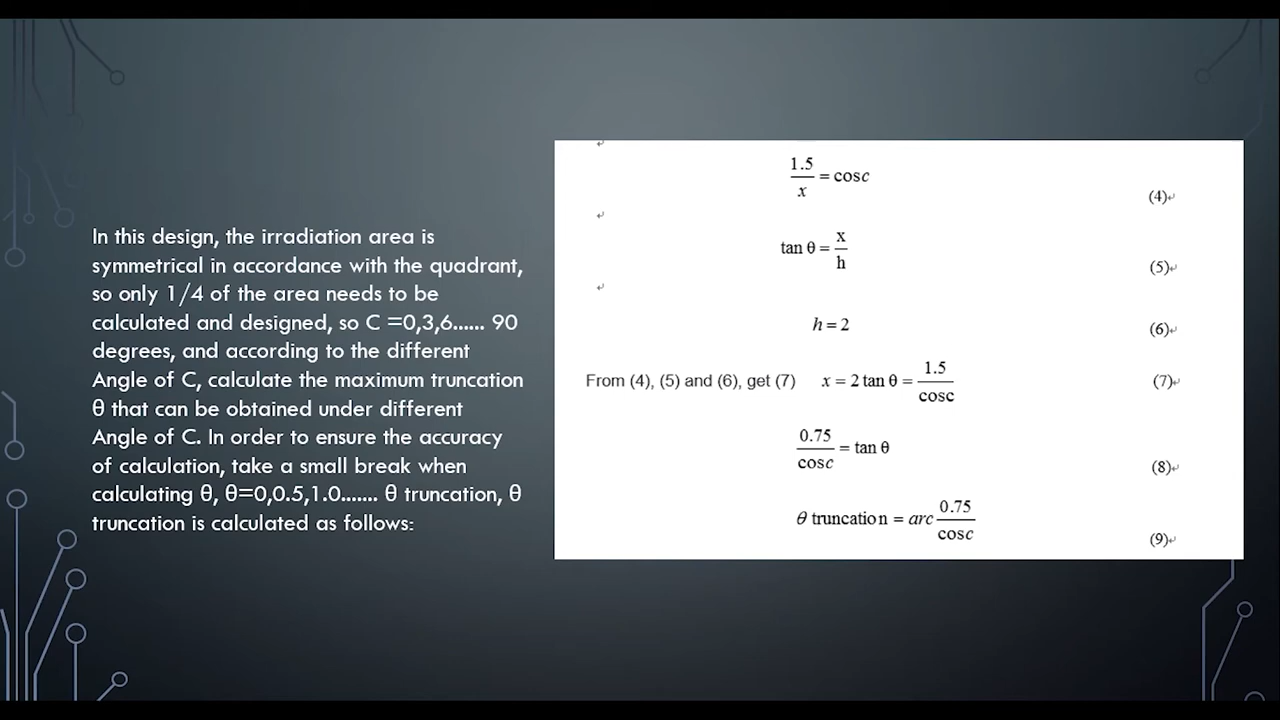 In this design, the irradiation area is
symmetrical in accordance with the quadrant,
so only 1/4 of the area needs to be
calculated and designed, so C =0,3,6...... 90
degrees, and according to the different
Angle of C, calculate the maximum truncation
θ that can be obtained under different
Angle of C. In order to ensure the accuracy
of calculation, take a small break when
calculating θ, θ=0,0.5,1.0....... θ truncation, θ
truncation is calculated as follows:
1.5/x = cosc (4)
tan θ = x/h (5)
h = 2 (6)
From (4), (5) and (6), get (7) x = 2 tan θ = 1.5/cosc (7)
0.75/cosc = tan θ (8)
θ truncation = arc 0.75/cosc (9)